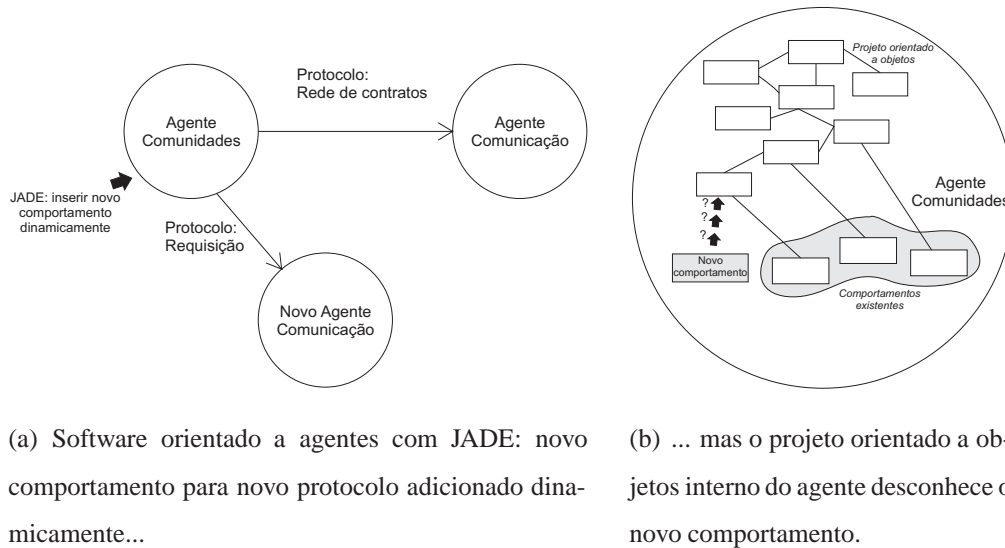 Protocolo:
Rede de contratos
Agente
Comunidades
Agente
Comunicação
JADE: inserir novo
comportamento
dinamicamente
Protocolo:
Requisição
Novo Agente
Comunicação
(a) Software orientado a agentes com JADE: novo
comportamento para novo protocolo adicionado dina-
micamente...
Projeto orientado
a objetos
Agente
Comunidades
?
?
?
Novo
comportamento
Comportamentos
existentes
(b) ... mas o projeto orientado a ob-
jetos interno do agente desconhece o
novo comportamento.